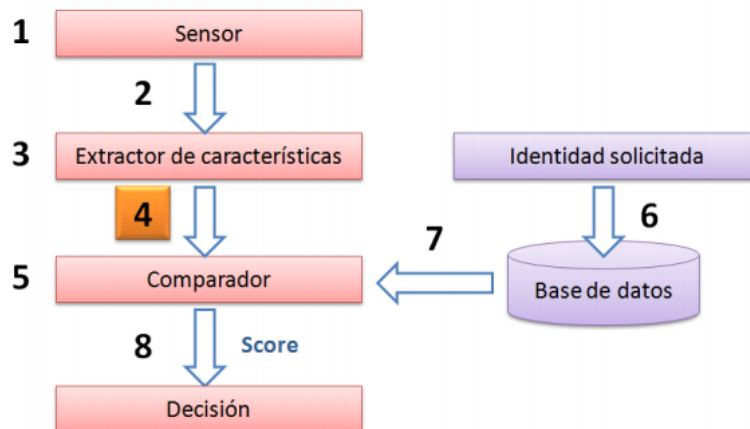 1
Sensor
2
3
Extractor de características
Identidad solicitada
4
6
7
5
Comparador
Base de datos
8
Score
Decisión